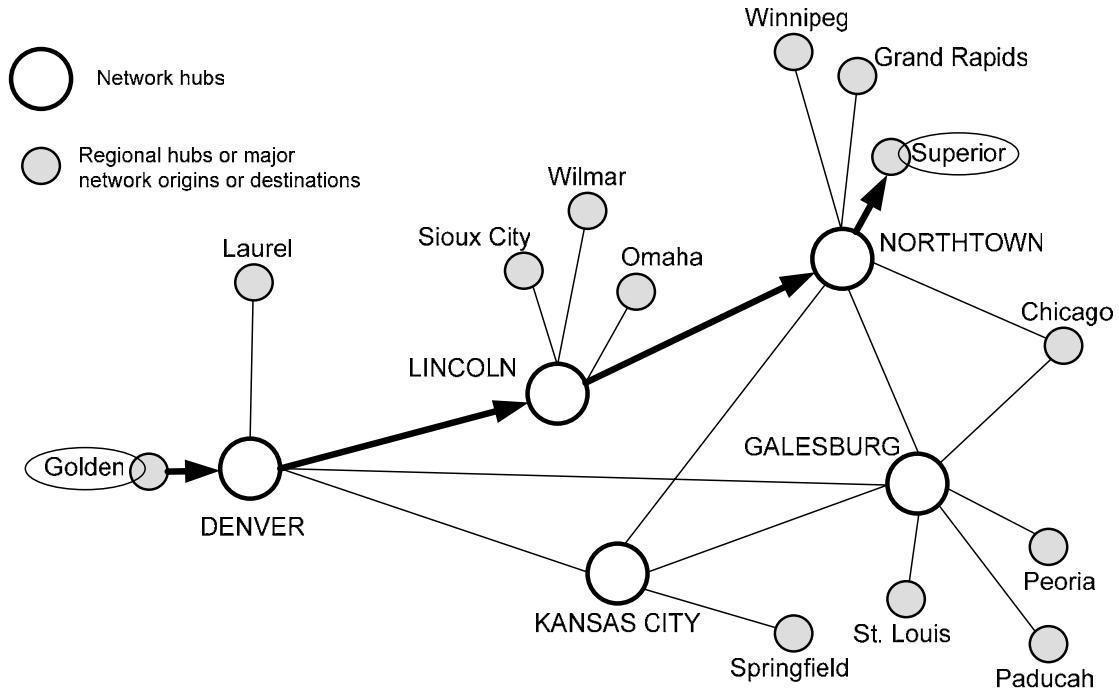 Winnipeg
Grand Rapids
Network hubs
Regional hubs or major
network origins or destinations
Superior
Wilmar
Sioux City
NORTHTOWN
Laurel
Omaha
Chicago
LINCOLN
GALESBURG
Golden
DENVER
Peoria
KANSAS CITY
St. Louis
Springfield
Paducah